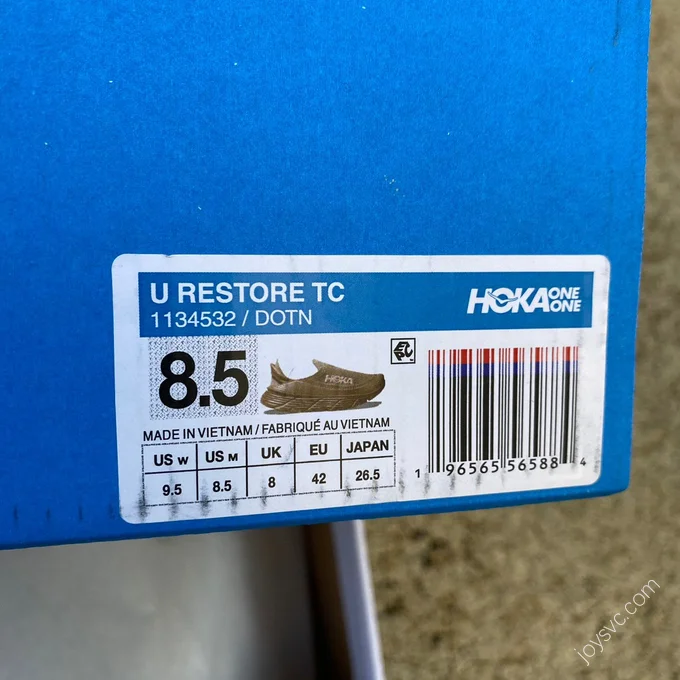 U RESTORE TC
1134532 / DOTN
HOKA ONE ONE
8.5
HOKA
MADE IN VIETNAM / FABRIQUÉ AU VIETNAM
US W US M UK EU JAPAN
9.5 8.5 8 42 26.5
1 96565 56588 4
joysvc.com